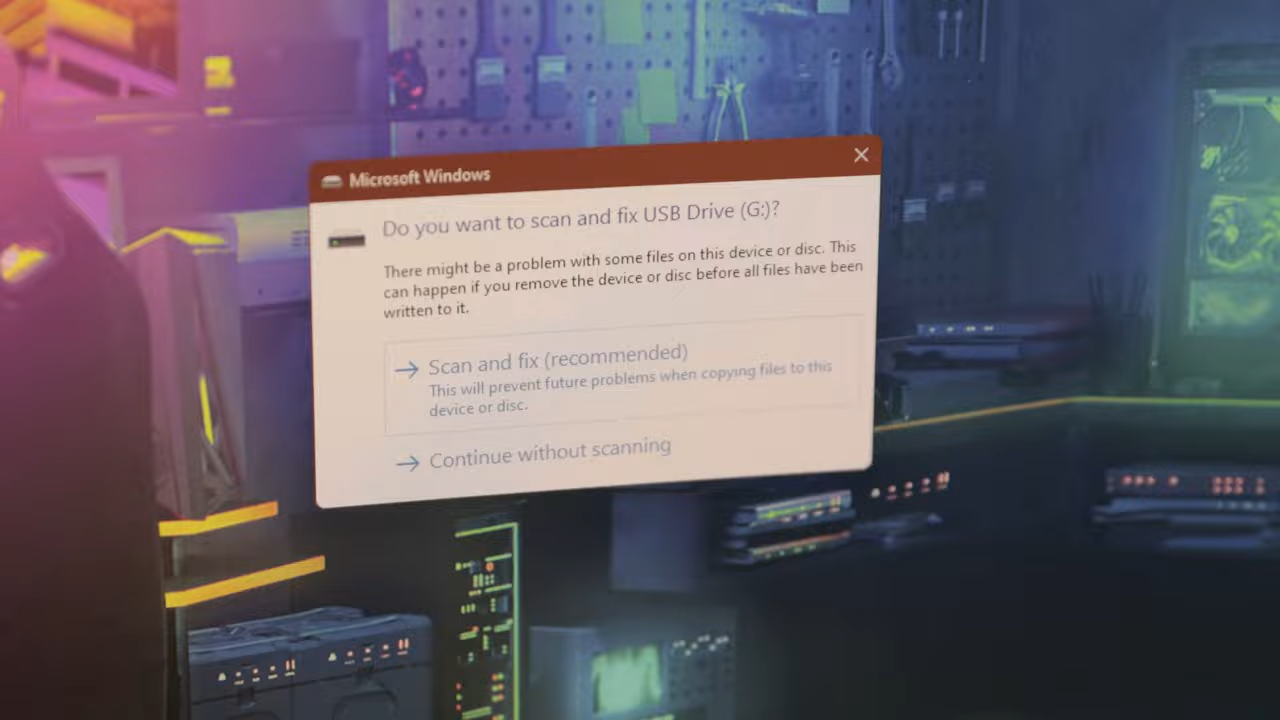 Microsoft Windows
Do you want to scan and fix USB Drive (G:)?
There might be a problem with some files on this device or disc. This
can happen if you remove the device or disc before all files have been
written to it.
Scan and fix (recommended)
This will prevent future problems when copying files to this
device or disc.
Continue without scanning